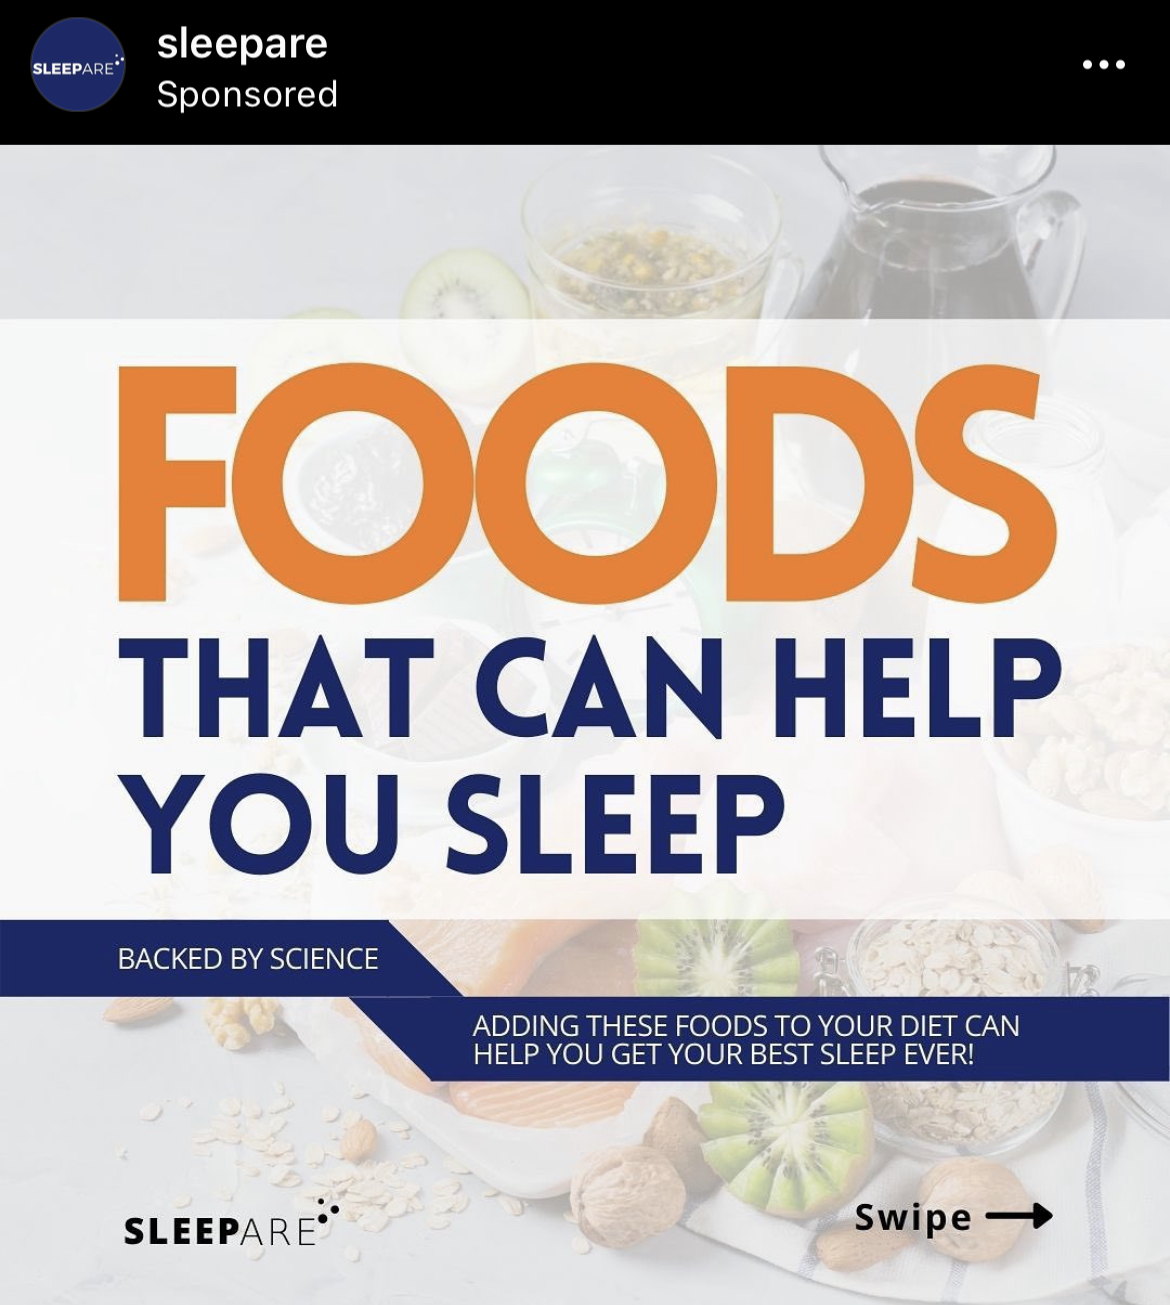 SLEEPARE
sleepare
Sponsored
FOODS
THAT CAN HELP
YOU SLEEP
BACKED BY SCIENCE
ADDING THESE FOODS TO YOUR DIET CAN
HELP YOU GET YOUR BEST SLEEP EVER!
SLEEPARE
Swipe